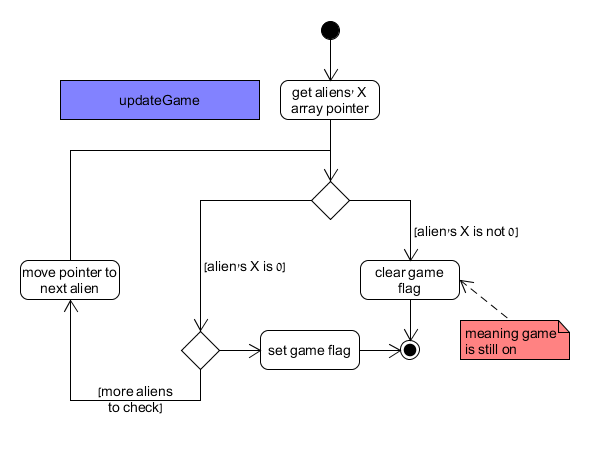 get aliens' X
array pointer
updateGame
[alien's X is not 0]
[alien's X is 0]
move pointer to
next alien
clear game
flag
meaning game
is still on
set game flag
[more aliens
to check]